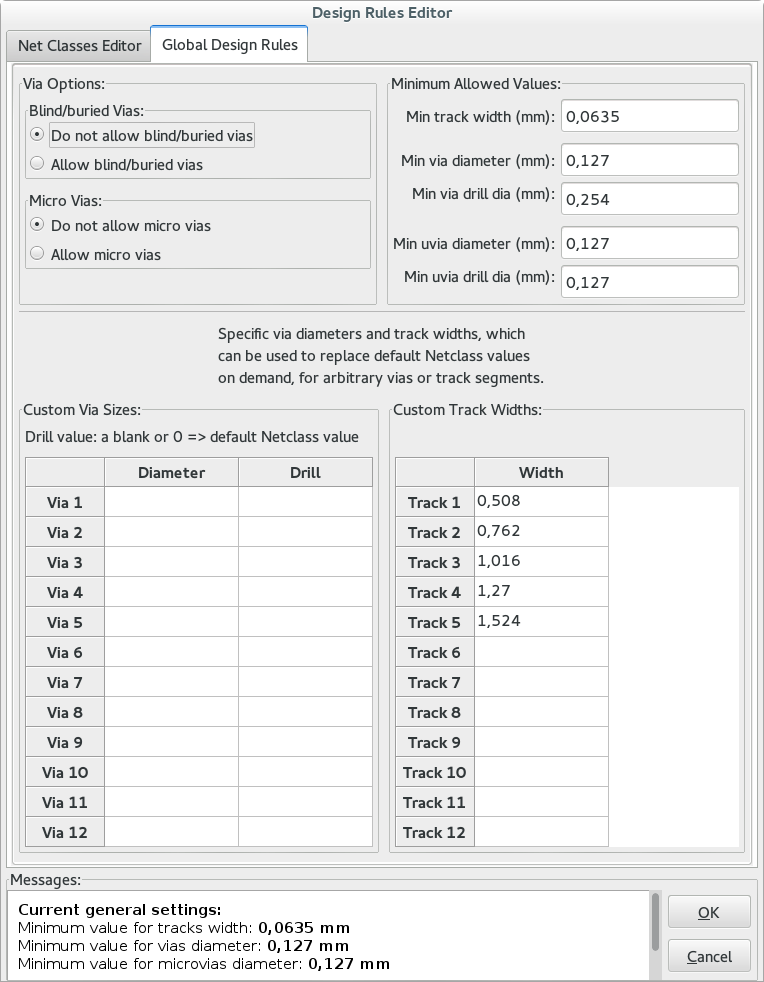 Design Rules Editor
Net Classes Editor
Global Design Rules
Via Options:
Blind/buried Vias:
Do not allow blind/buried vias
Allow blind/buried vias
Micro Vias:
Do not allow micro vias
Allow micro vias
Minimum Allowed Values:
Min track width (mm): 0,0635
Min via diameter (mm): 0,127
Min via drill dia (mm): 0,254
Min uvia diameter (mm): 0,127
Min uvia drill dia (mm): 0,127
Specific via diameters and track widths, which
can be used to replace default Netclass values
on demand, for arbitrary vias or track segments.
Custom Via Sizes:
Drill value: a blank or 0 => default Netclass value
Diameter Drill
Via 1
Via 2
Via 3
Via 4
Via 5
Via 6
Via 7
Via 8
Via 9
Via 10
Via 11
Via 12
Custom Track Widths:
Width
Track 1 0,508
Track 2 0,762
Track 3 1,016
Track 4 1,27
Track 5 1,524
Track 6
Track 7
Track 8
Track 9
Track 10
Track 11
Track 12
Messages:
Current general settings:
Minimum value for tracks width: 0,0635 mm
Minimum value for vias diameter: 0,127 mm
Minimum value for microvias diameter: 0,127 mm
OK
Cancel